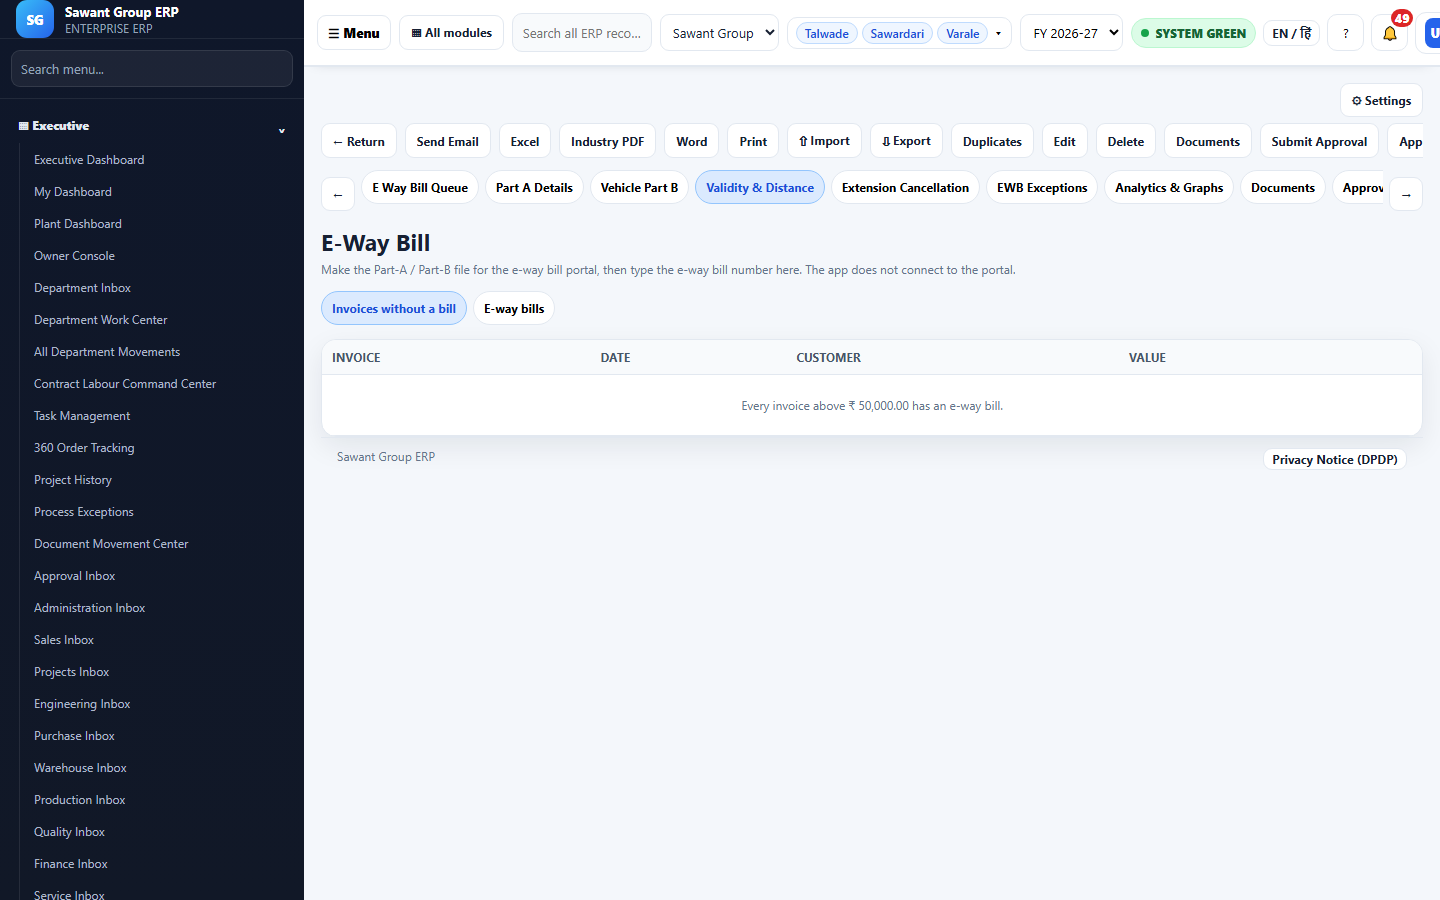 SG
Sawant Group ERP
ENTERPRISE ERP
☰ Menu
All modules
Search all ERP reco...
Sawant Group
Talwade
Sawardari
Varale
FY 2026-27
SYSTEM GREEN
EN / हिं
?
49
U
Search menu...
Executive
Executive Dashboard
My Dashboard
Plant Dashboard
Owner Console
Department Inbox
Department Work Center
All Department Movements
Contract Labour Command Center
Task Management
360 Order Tracking
Project History
Process Exceptions
Document Movement Center
Approval Inbox
Administration Inbox
Sales Inbox
Projects Inbox
Engineering Inbox
Purchase Inbox
Warehouse Inbox
Production Inbox
Quality Inbox
Finance Inbox
Service Inbox
⚙ Settings
← Return
Send Email
Excel
Industry PDF
Word
Print
⇧ Import
⇩ Export
Duplicates
Edit
Delete
Documents
Submit Approval
App
←
E Way Bill Queue
Part A Details
Vehicle Part B
Validity & Distance
Extension Cancellation
EWB Exceptions
Analytics & Graphs
Documents
Approv
→
E-Way Bill
Make the Part-A / Part-B file for the e-way bill portal, then type the e-way bill number here. The app does not connect to the portal.
Invoices without a bill
E-way bills
INVOICE DATE CUSTOMER VALUE
Every invoice above ₹ 50,000.00 has an e-way bill.
Sawant Group ERP
Privacy Notice (DPDP)